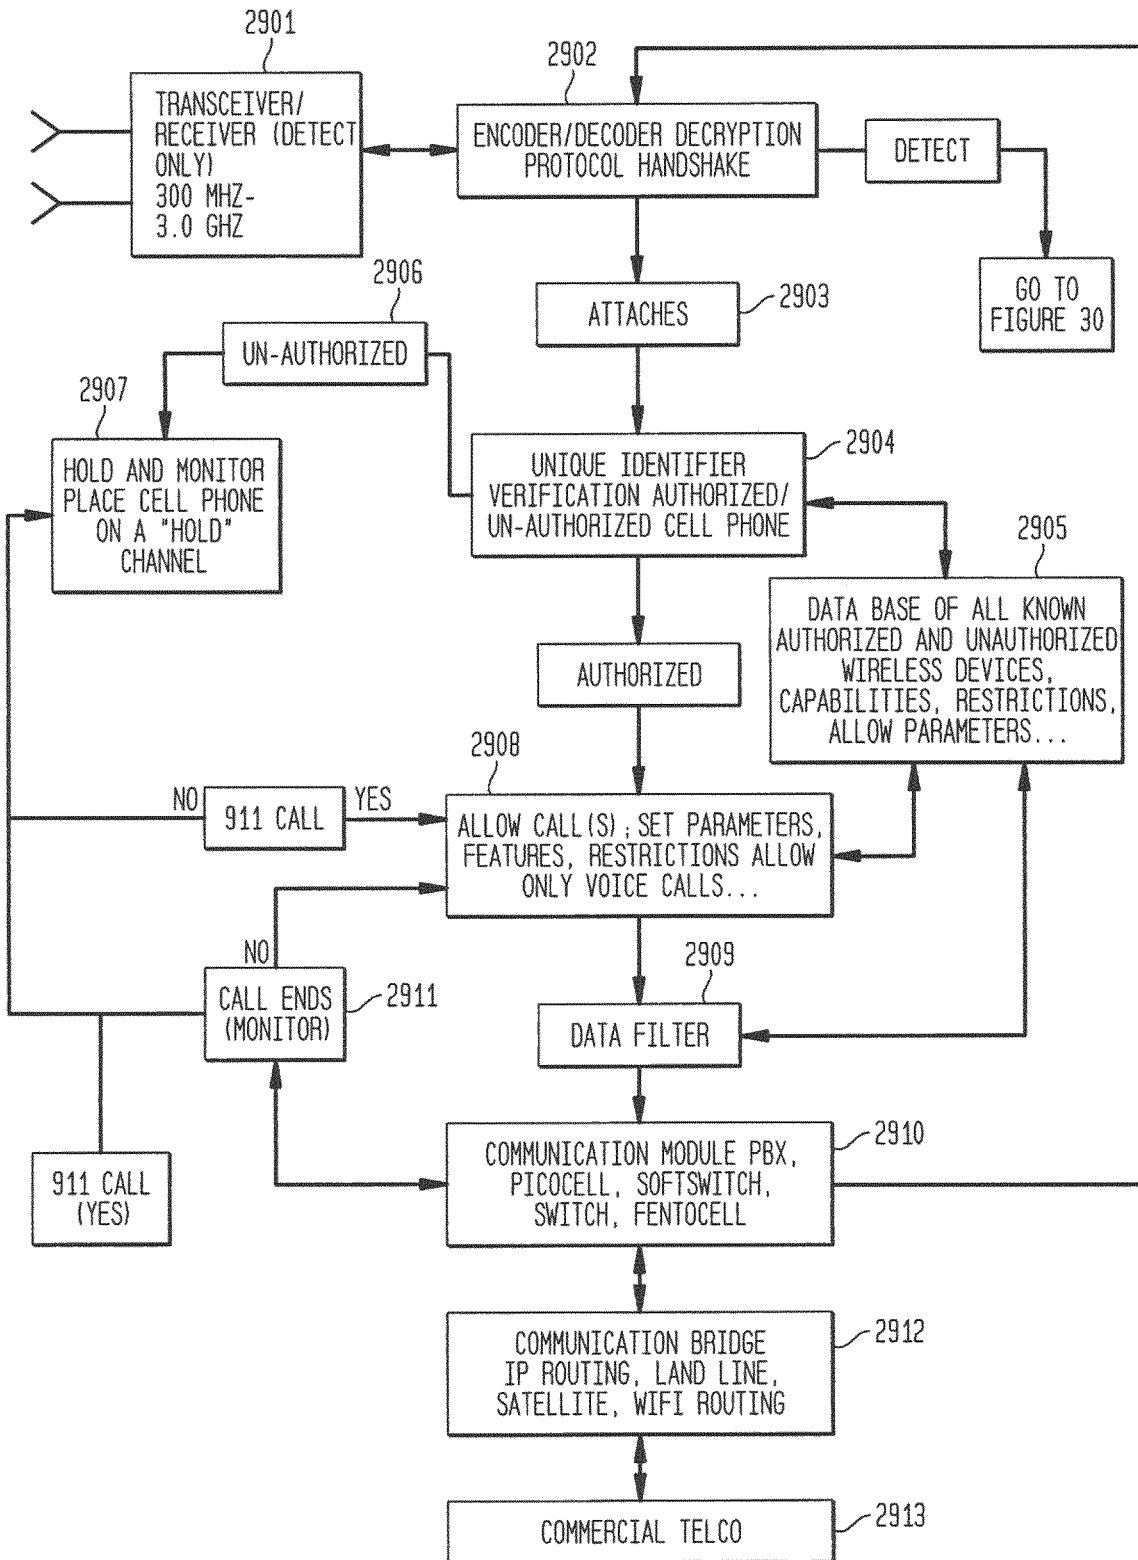 2901
TRANSCEIVER/
RECEIVER (DETECT
ONLY)
300 MHZ-
3.0 GHZ
2902
ENCODER/DECODER DECRYPTION
PROTOCOL HANDSHAKE
DETECT
GO TO
FIGURE 30
ATTACHES
2903
2906
UN-AUTHORIZED
2907
HOLD AND MONITOR
PLACE CELL PHONE
ON A "HOLD"
CHANNEL
2904
UNIQUE IDENTIFIER
VERIFICATION AUTHORIZED/
UN-AUTHORIZED CELL PHONE
2905
DATA BASE OF ALL KNOWN
AUTHORIZED AND UNAUTHORIZED
WIRELESS DEVICES,
CAPABILITIES, RESTRICTIONS,
ALLOW PARAMETERS...
AUTHORIZED
2908
NO
911 CALL
YES
ALLOW CALL(S); SET PARAMETERS,
FEATURES, RESTRICTIONS ALLOW
ONLY VOICE CALLS...
NO
CALL ENDS
(MONITOR)
2911
2909
DATA FILTER
911 CALL
(YES)
2910
COMMUNICATION MODULE PBX,
PICOCELL, SOFTSWITCH,
SWITCH, FENTOCELL
2912
COMMUNICATION BRIDGE
IP ROUTING, LAND LINE,
SATELLITE, WIFI ROUTING
COMMERCIAL TELCO
2913